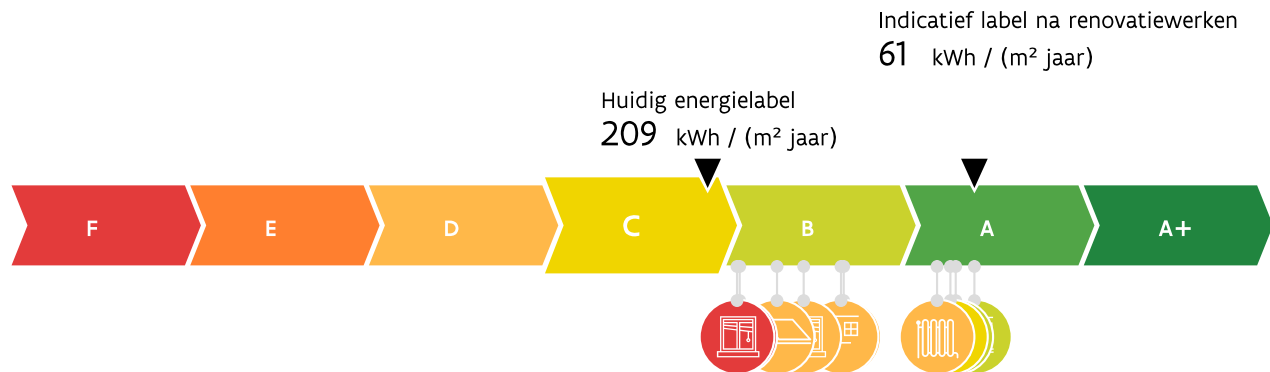 Indicatief label na renovatiewerken
61 kWh / (m² jaar)
Huidig energielabel
209 kWh / (m² jaar)
F E D C B A A+